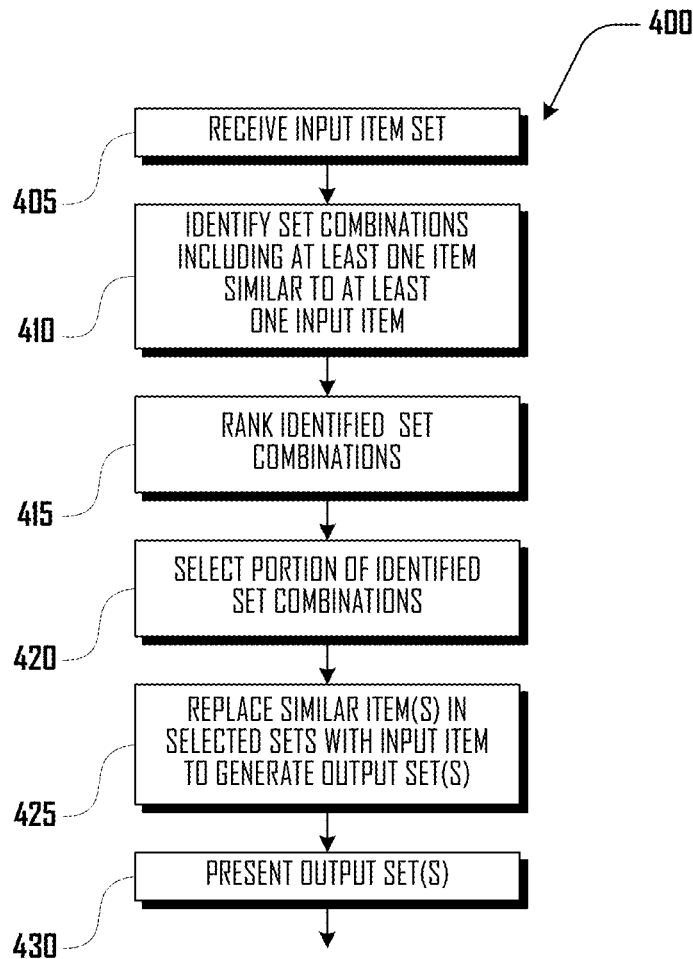 400
RECEIVE INPUT ITEM SET
405
IDENTIFY SET COMBINATIONS
INCLUDING AT LEAST ONE ITEM
SIMILAR TO AT LEAST
ONE INPUT ITEM
410
RANK IDENTIFIED SET
COMBINATIONS
415
SELECT PORTION OF IDENTIFIED
SET COMBINATIONS
420
REPLACE SIMILAR ITEM(S) IN
SELECTED SETS WITH INPUT ITEM
TO GENERATE OUTPUT SET(S)
425
PRESENT OUTPUT SET(S)
430